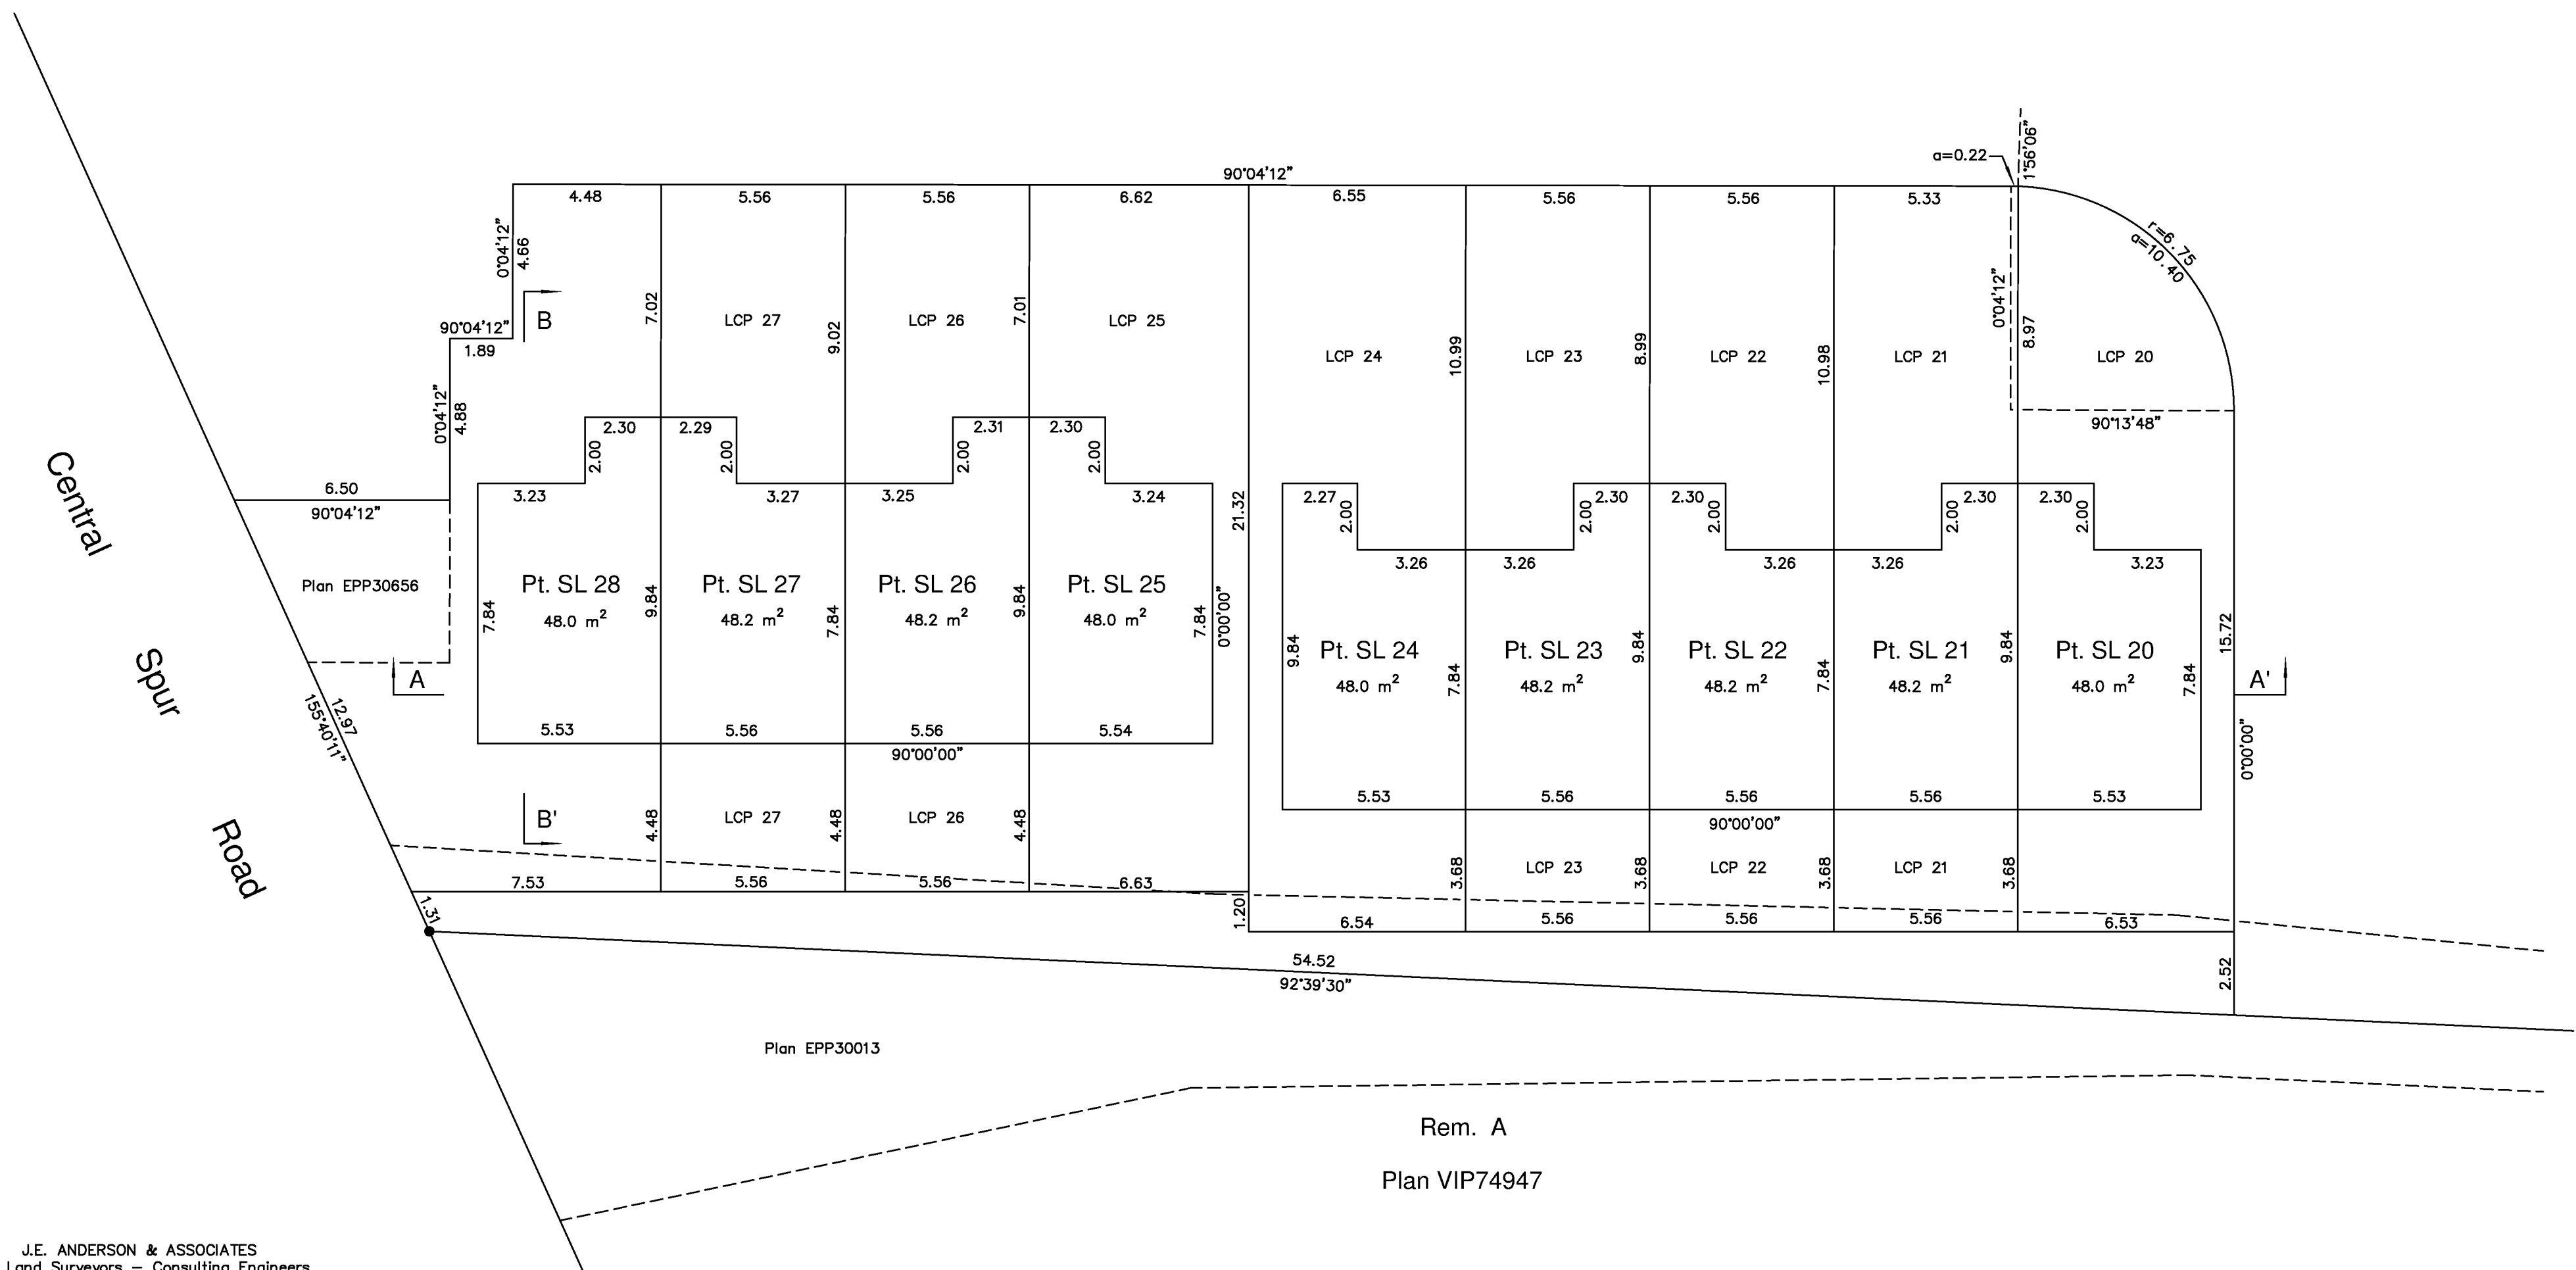 90°04'12"
a=0.22
1°56'06"
4.48
5.56
5.56
6.62
6.55
5.56
5.56
5.33
0°04'12"
4.66
r=6.75
a=10.40
B
7.02
LCP 27
9.02
LCP 26
7.01
LCP 25
90°04'12"
1.89
LCP 24
10.99
LCP 23
8.99
LCP 22
10.98
LCP 21
0°04'12"
8.97
LCP 20
0°04'12"
4.88
90°13'48"
2.30
2.29
2.31
2.30
2.00
2.00
2.00
2.00
3.23
3.27
3.25
3.24
2.27
2.30
2.30
2.30
2.30
6.50
90°04'12"
21.32
2.00
2.00
2.00
2.00
2.00
3.26
3.26
3.26
3.26
3.23
Central
Spur
Road
Plan EPP30656
Pt. SL 28
48.0 m²
Pt. SL 27
48.2 m²
Pt. SL 26
48.2 m²
Pt. SL 25
48.0 m²
7.84
9.84
7.84
9.84
7.84
0°00'00"
Pt. SL 24
48.0 m²
Pt. SL 23
48.2 m²
Pt. SL 22
48.2 m²
Pt. SL 21
48.2 m²
Pt. SL 20
48.0 m²
9.84
7.84
9.84
7.84
9.84
7.84
15.72
A
A'
12.97
155°40'11"
5.53
5.56
5.56
5.54
90°00'00"
0°00'00"
5.53
5.56
5.56
5.56
5.53
90°00'00"
B'
4.48
LCP 27
4.48
LCP 26
4.48
3.68
LCP 23
3.68
LCP 22
3.68
LCP 21
3.68
7.53
5.56
5.56
6.63
1.31
1.20
6.54
5.56
5.56
5.56
6.53
54.52
92°39'30"
2.52
Plan EPP30013
Rem. A
Plan VIP74947
J.E. ANDERSON & ASSOCIATES
Land Surveyors – Consulting Engineers